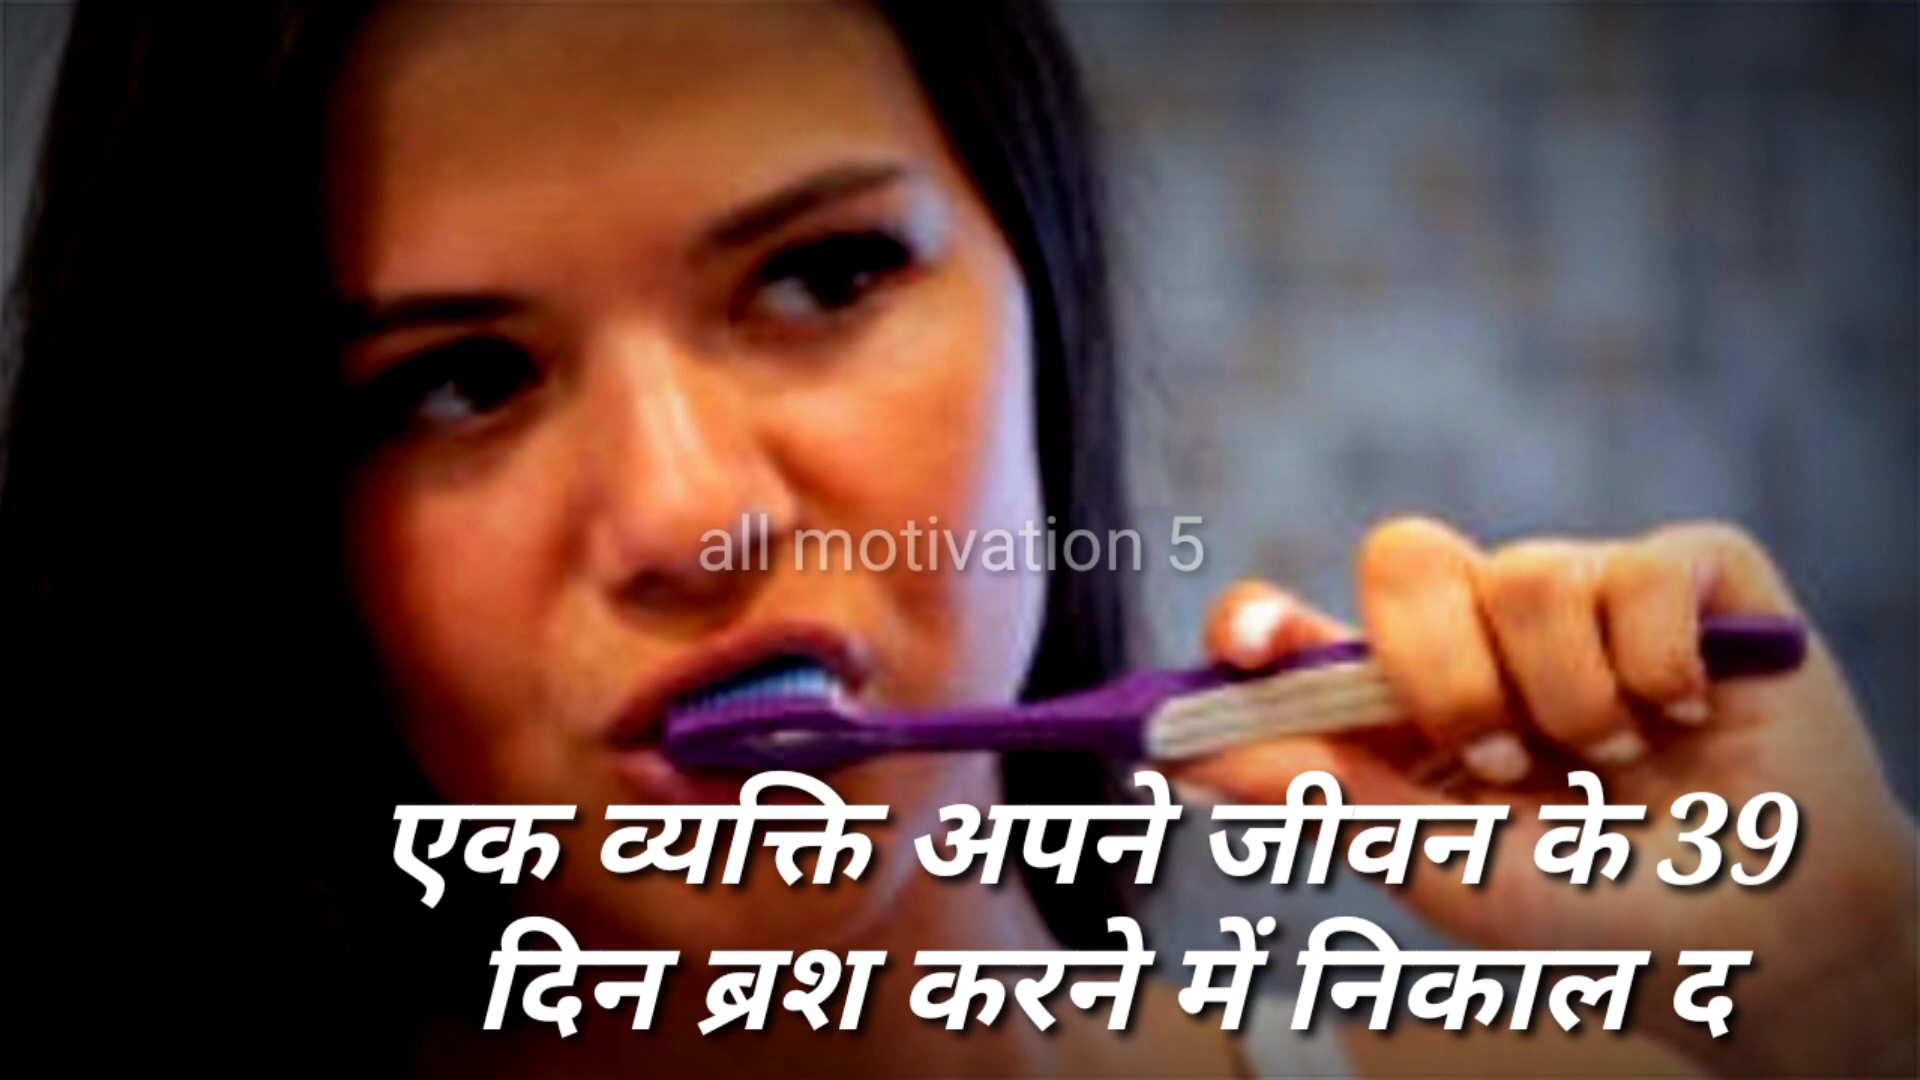 all motivation 5
एक व्यक्ति अपने जीवन के 39
दिन ब्रश करने में निकाल द